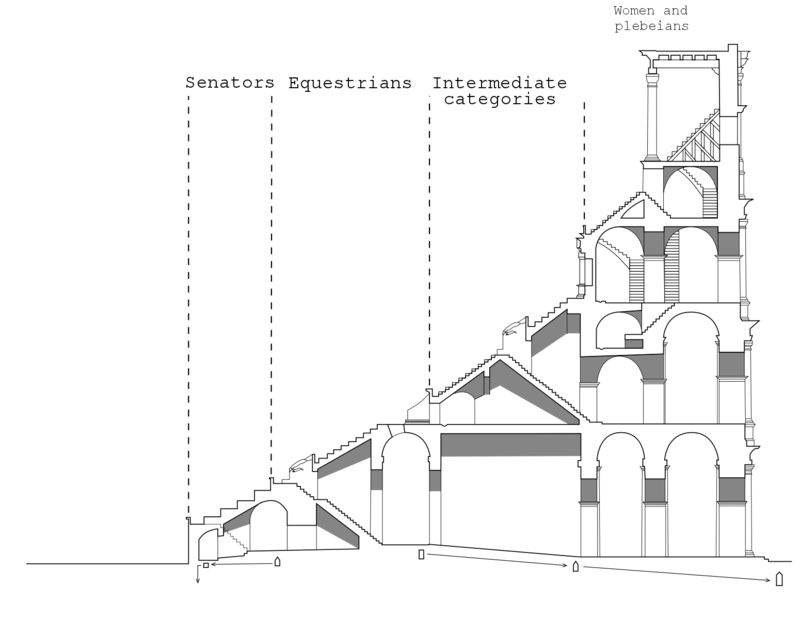 Women and
plebeians
Senators
Equestrians
Intermediate
categories